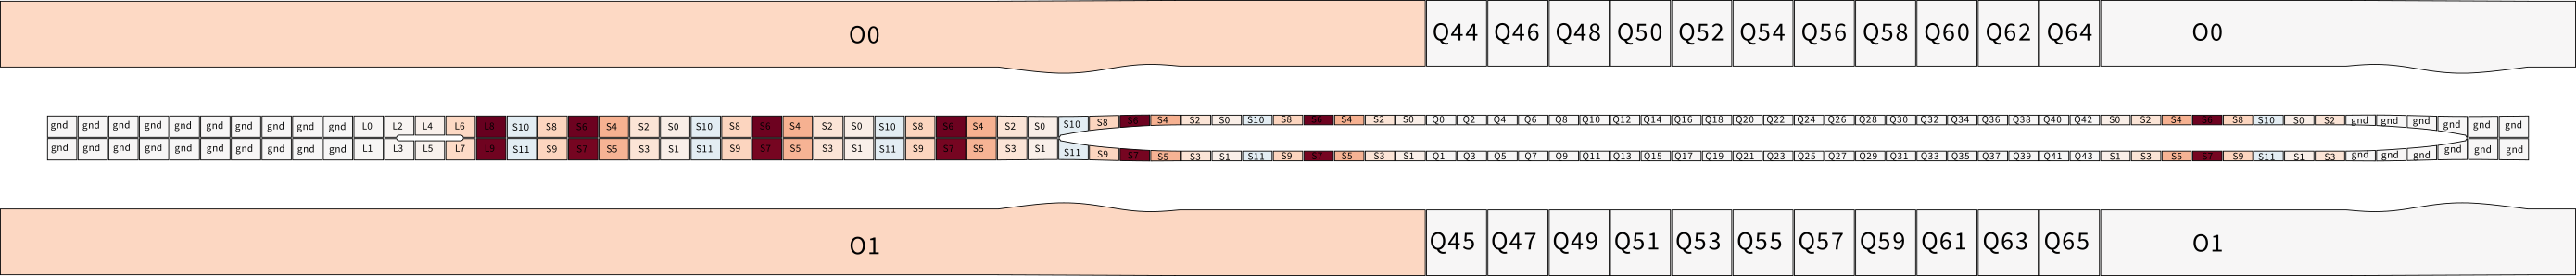 O0 Q44 Q46 Q48 Q50 Q52 Q54 Q56 Q58 Q60 Q62 Q64 O0
gnd gnd gnd gnd gnd gnd gnd gnd gnd gnd L0 L2 L4 L6 L8 S10 S8 S6 S4 S2 S0 S10 S8 S6 S4 S2 S0 S10 S8 S6 S4 S2 S0 S10 S8 S6 S4 S2 S0 S10 S8 S6 S4 S2 S0 Q0 Q2 Q4 Q6 Q8 Q10 Q12 Q14 Q16 Q18 Q20 Q22 Q24 Q26 Q28 Q30 Q32 Q34 Q36 Q38 Q40 Q42 S0 S2 S4 S6 S8 S10 S0 S2 gnd gnd gnd gnd gnd gnd
gnd gnd gnd gnd gnd gnd gnd gnd gnd gnd L1 L3 L5 L7 L9 S11 S9 S7 S5 S3 S1 S11 S9 S7 S5 S3 S1 S11 S9 S7 S5 S3 S1 S11 S9 S7 S5 S3 S1 S11 S9 S7 S5 S3 S1 Q1 Q3 Q5 Q7 Q9 Q11 Q13 Q15 Q17 Q19 Q21 Q23 Q25 Q27 Q29 Q31 Q33 Q35 Q37 Q39 Q41 Q43 S1 S3 S5 S7 S9 S11 S1 S3 gnd gnd gnd gnd gnd gnd
O1 Q45 Q47 Q49 Q51 Q53 Q55 Q57 Q59 Q61 Q63 Q65 O1